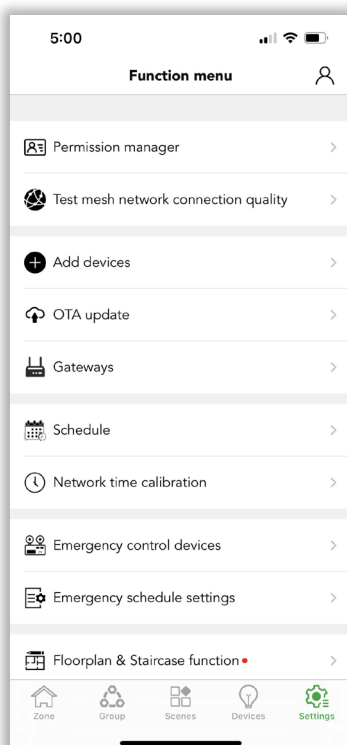 5:00
Function menu
Permission manager
Test mesh network connection quality
Add devices
OTA update
Gateways
Schedule
Network time calibration
Emergency control devices
Emergency schedule settings
Floorplan & Staircase function
Zone
Group
Scenes
Devices
Settings